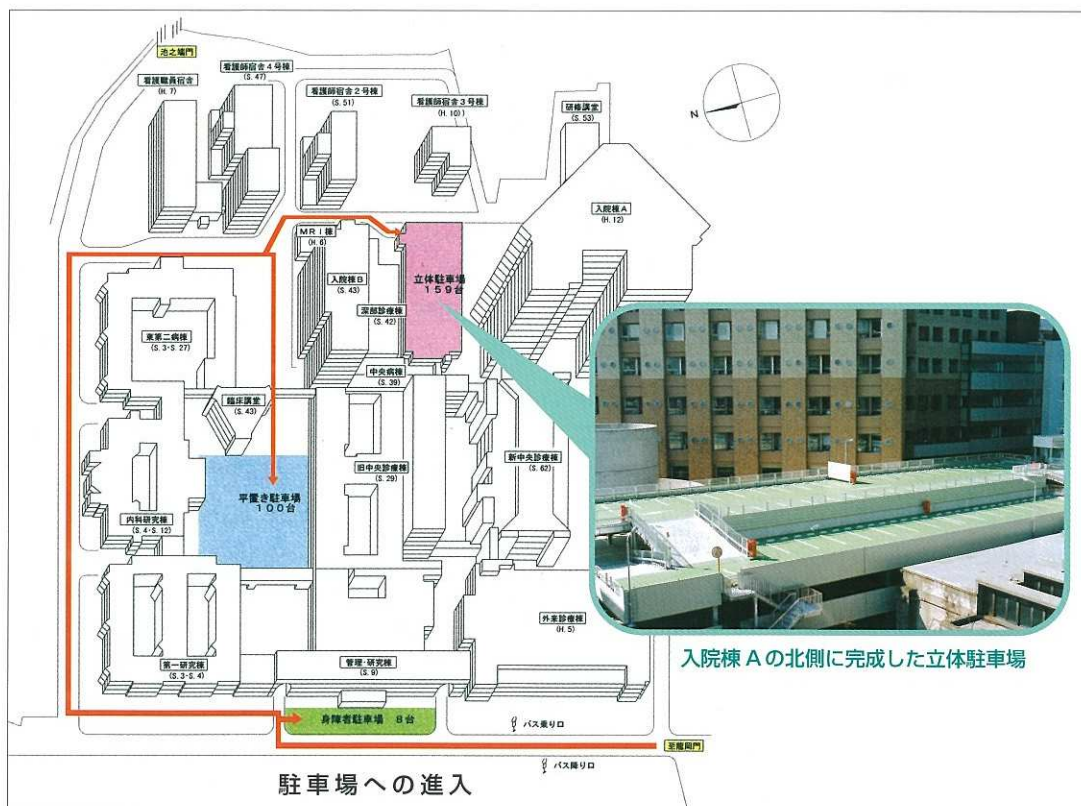 池之端門
看護職員宿舎
(H. 7)
看護師宿舎4号棟
(S. 47)
看護師宿舎2号棟
(S. 51)
看護師宿舎3号棟
(H. 10))
研修講堂
(S. 53)
N
入院棟A
(H. 12)
MRI棟
(H. 6)
入院棟B
(S. 43)
立体駐車場
159台
深部診療棟
(S. 42)
東第二病棟
(S. 3・S. 27)
中央病棟
(S. 39)
臨床講堂
(S. 43)
旧中央診療棟
(S. 29)
新中央診療棟
(S. 62)
平置き駐車場
100台
内科研究棟
(S. 4・S. 12)
外来診療棟
(H. 5)
入院棟Aの北側に完成した立体駐車場
第一研究棟
(S. 3・S. 4)
管理・研究棟
(S. 9)
身障者駐車場 8台
バス乗り口
至龍岡門
バス降り口
駐車場への進入